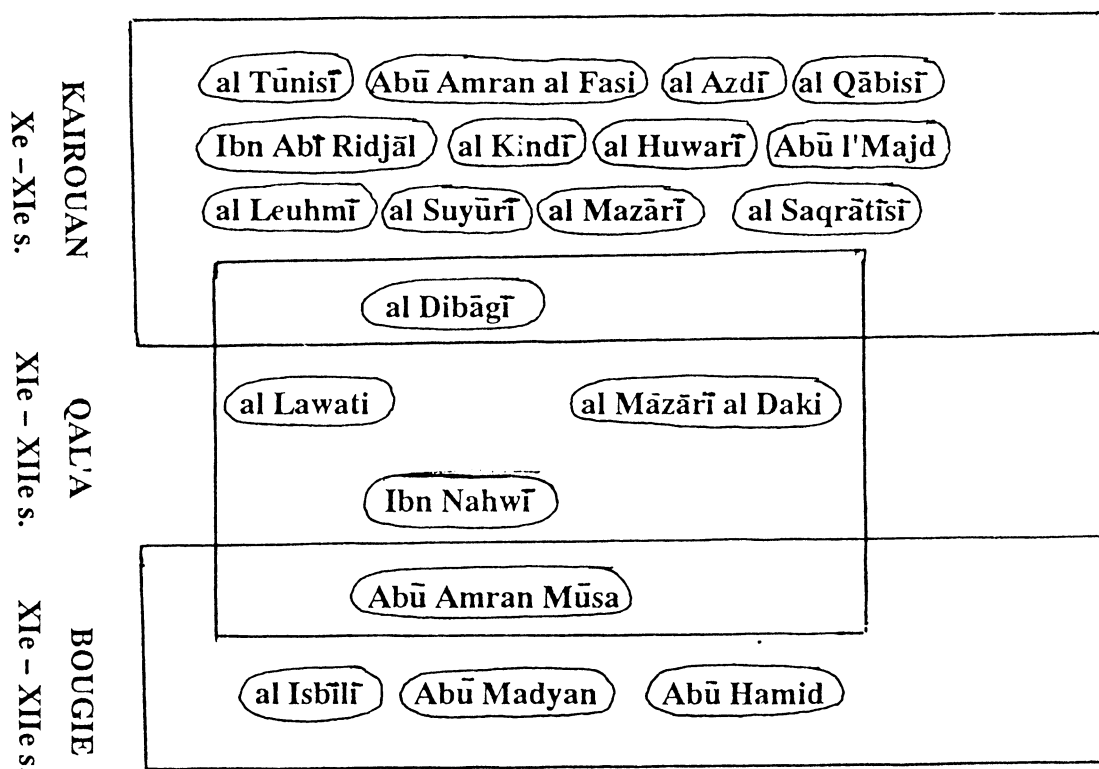 KAIROUAN
Xe – XIe s.
al Tūnisī Abū Amran al Fasi al Azdī al Qābisī
Ibn Abī Ridjāl al Kindī al Huwarī Abū l'Majd
al Leuhmī al Suyūrī al Mazārī al Saqrātīsī
al Dibāgī
QAL'A
XIe – XIIe s.
al Lawati al Māzārī al Daki
Ibn Nahwī
BOUGIE
XIe – XIIe s.
Abū Amran Mūsa
al Isbīlī Abū Madyan Abū Hamid